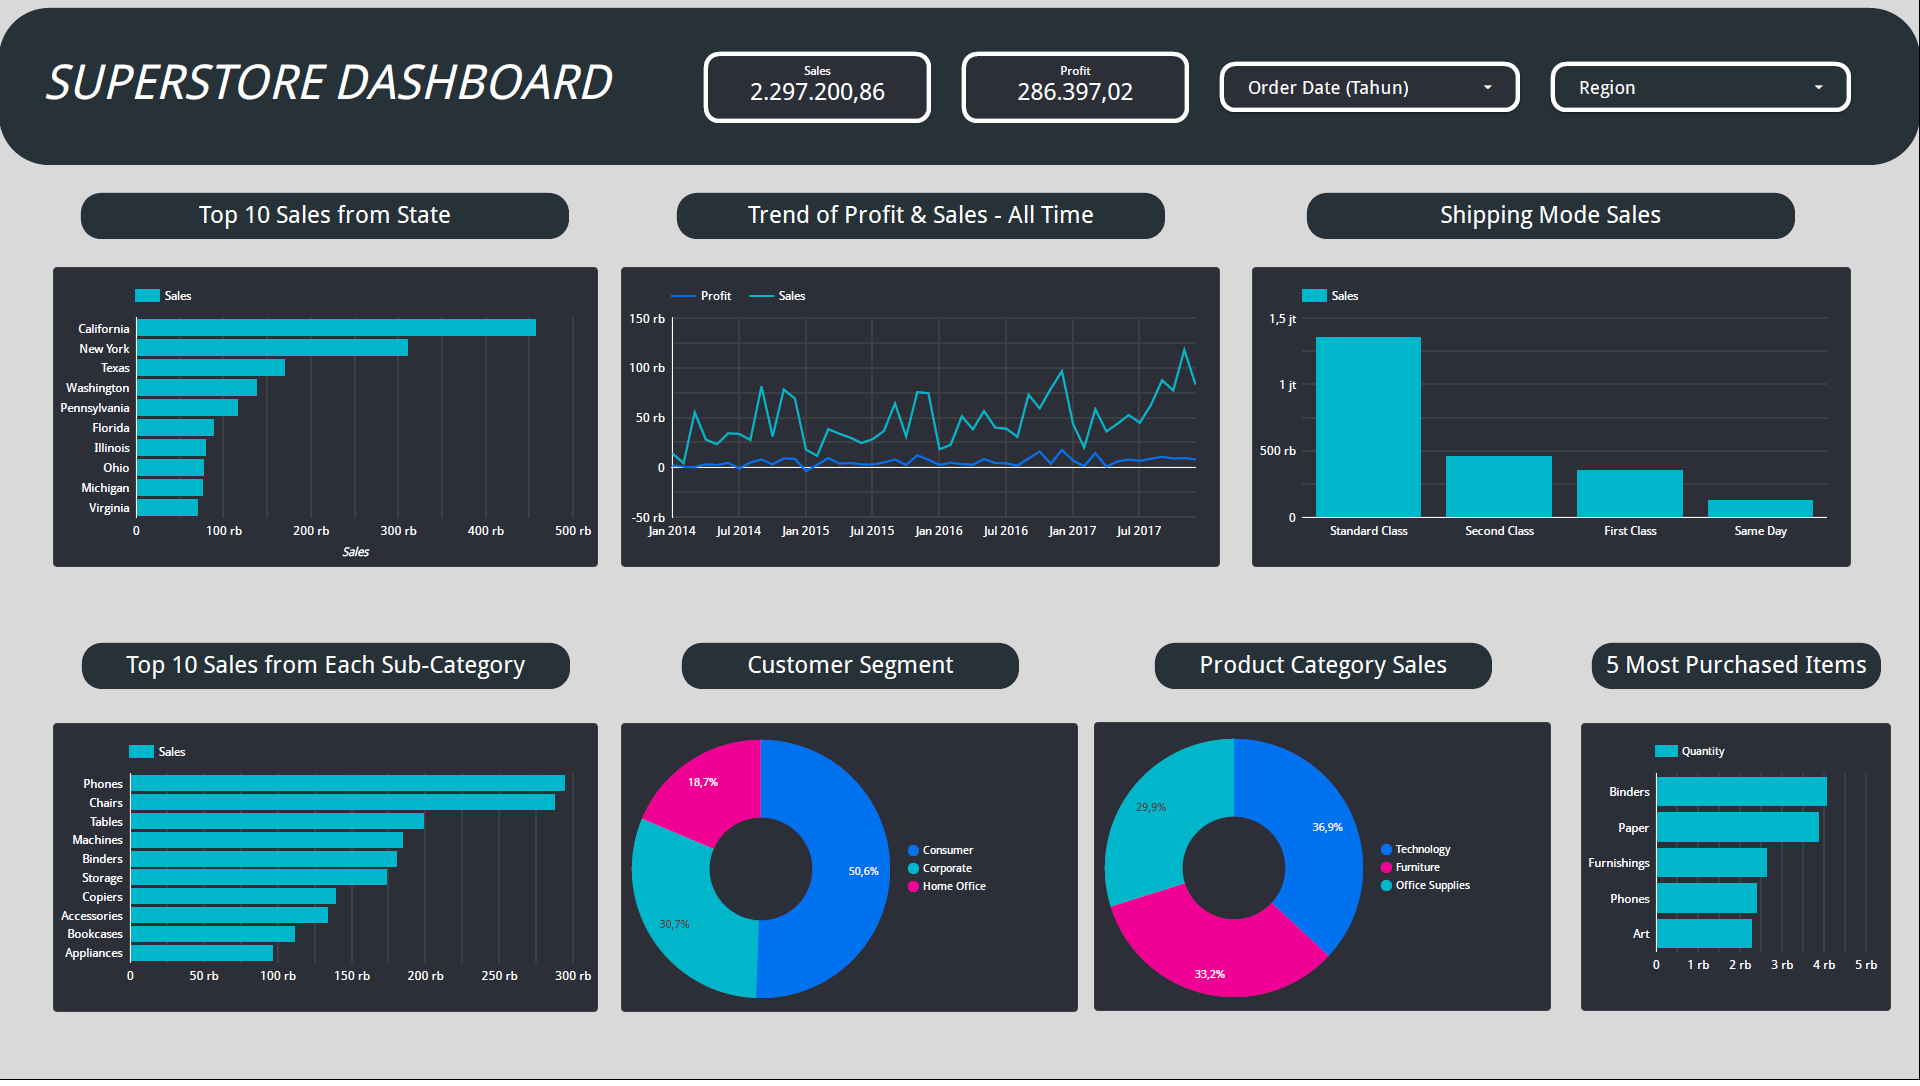 SUPERSTORE DASHBOARD
Sales
2.297.200,86
Profit
286.397,02
Order Date (Tahun)
Region
Top 10 Sales from State
Trend of Profit & Sales - All Time
Shipping Mode Sales
Sales
California
New York
Texas
Washington
Pennsylvania
Florida
Illinois
Ohio
Michigan
Virginia
0 100 rb 200 rb 300 rb 400 rb 500 rb
Sales
Profit Sales
150 rb
100 rb
50 rb
0
-50 rb
Jan 2014 Jul 2014 Jan 2015 Jul 2015 Jan 2016 Jul 2016 Jan 2017 Jul 2017
Sales
1,5 jt
1 jt
500 rb
0
Standard Class Second Class First Class Same Day
Top 10 Sales from Each Sub-Category
Customer Segment
Product Category Sales
5 Most Purchased Items
Sales
Phones
Chairs
Tables
Machines
Binders
Storage
Copiers
Accessories
Bookcases
Appliances
0 50 rb 100 rb 150 rb 200 rb 250 rb 300 rb
18,7%
50,6%
30,7%
Consumer
Corporate
Home Office
29,9%
36,9%
33,2%
Technology
Furniture
Office Supplies
Quantity
Binders
Paper
Furnishings
Phones
Art
0 1 rb 2 rb 3 rb 4 rb 5 rb